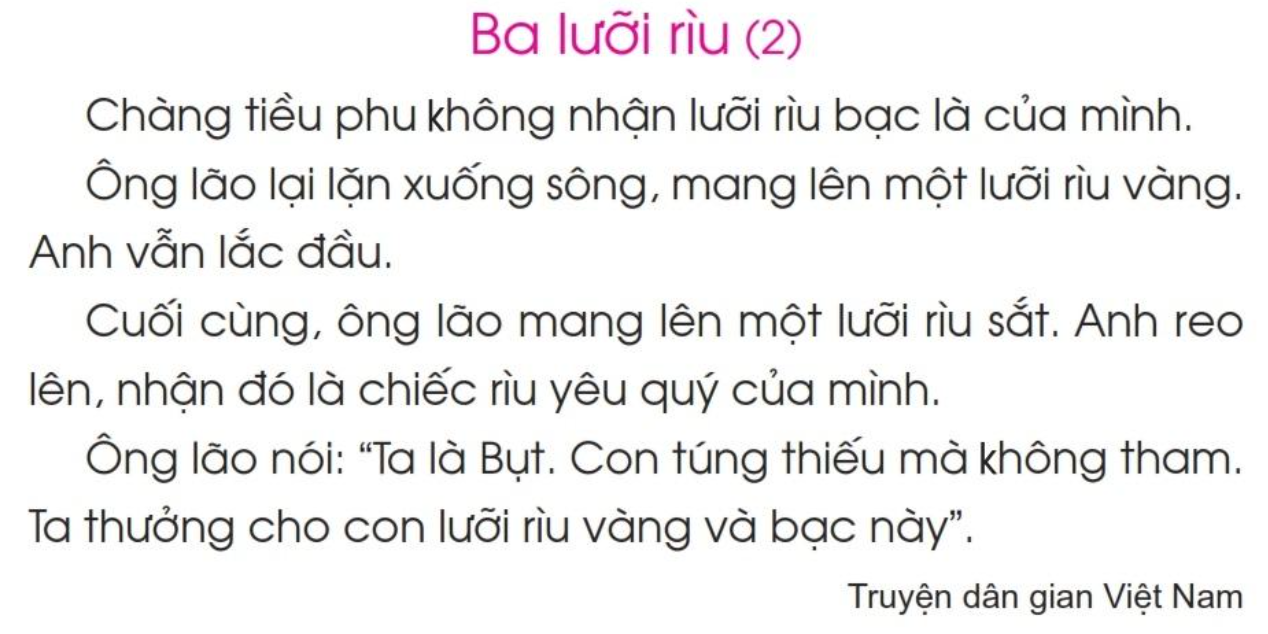 Ba lưỡi rìu (2)
Chàng tiều phu không nhận lưỡi rìu bạc là của mình.
Ông lão lại lặn xuống sông, mang lên một lưỡi rìu vàng.
Anh vẫn lắc đầu.
Cuối cùng, ông lão mang lên một lưỡi rìu sắt. Anh reo
lên, nhận đó là chiếc rìu yêu quý của mình.
Ông lão nói: “Ta là Bụt. Con túng thiếu mà không tham.
Ta thưởng cho con lưỡi rìu vàng và bạc này”.
Truyện dân gian Việt Nam